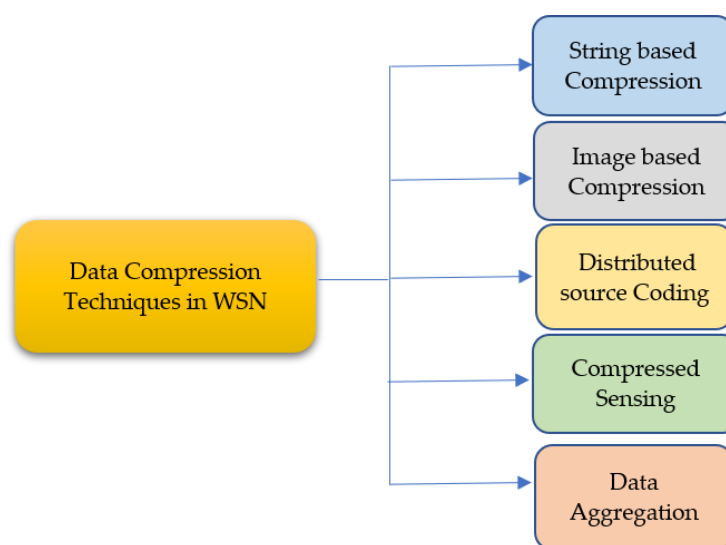 String based
Compression
Image based
Compression
Data Compression
Techniques in WSN
Distributed
source Coding
Compressed
Sensing
Data
Aggregation